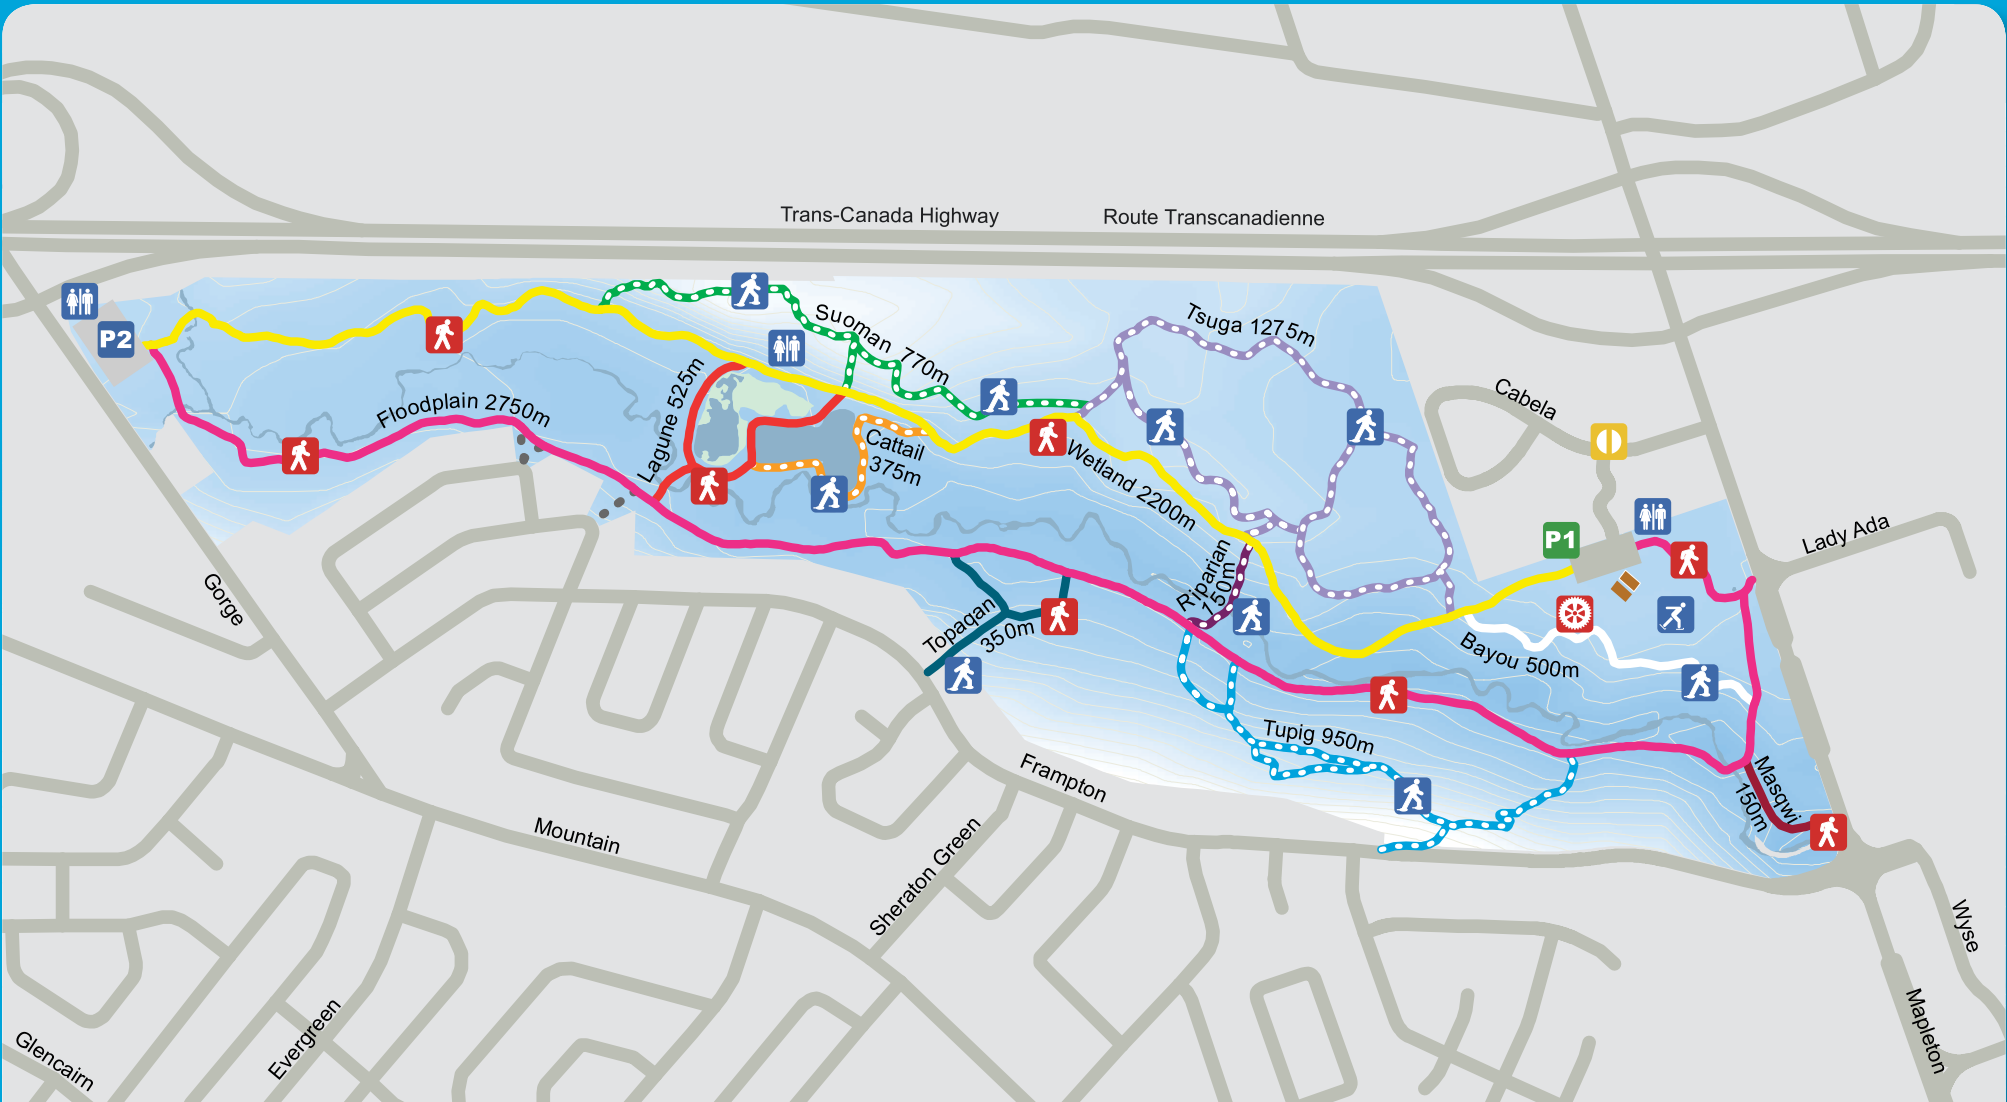 Trans-Canada Highway
Route Transcanadienne
P2
Suoman 770m
Tsuga 1275m
Lagune 525m
Floodplain 2750m
Cattail
375m
Wetland 2200m
Cabela
P1
Lady Ada
Gorge
Riparian
150m
Topaqan
350m
Bayou 500m
Tupig 950m
Masqwi
150m
Frampton
Mountain
Sheraton Green
Wyse
Mapleton
Evergreen
Glencairn